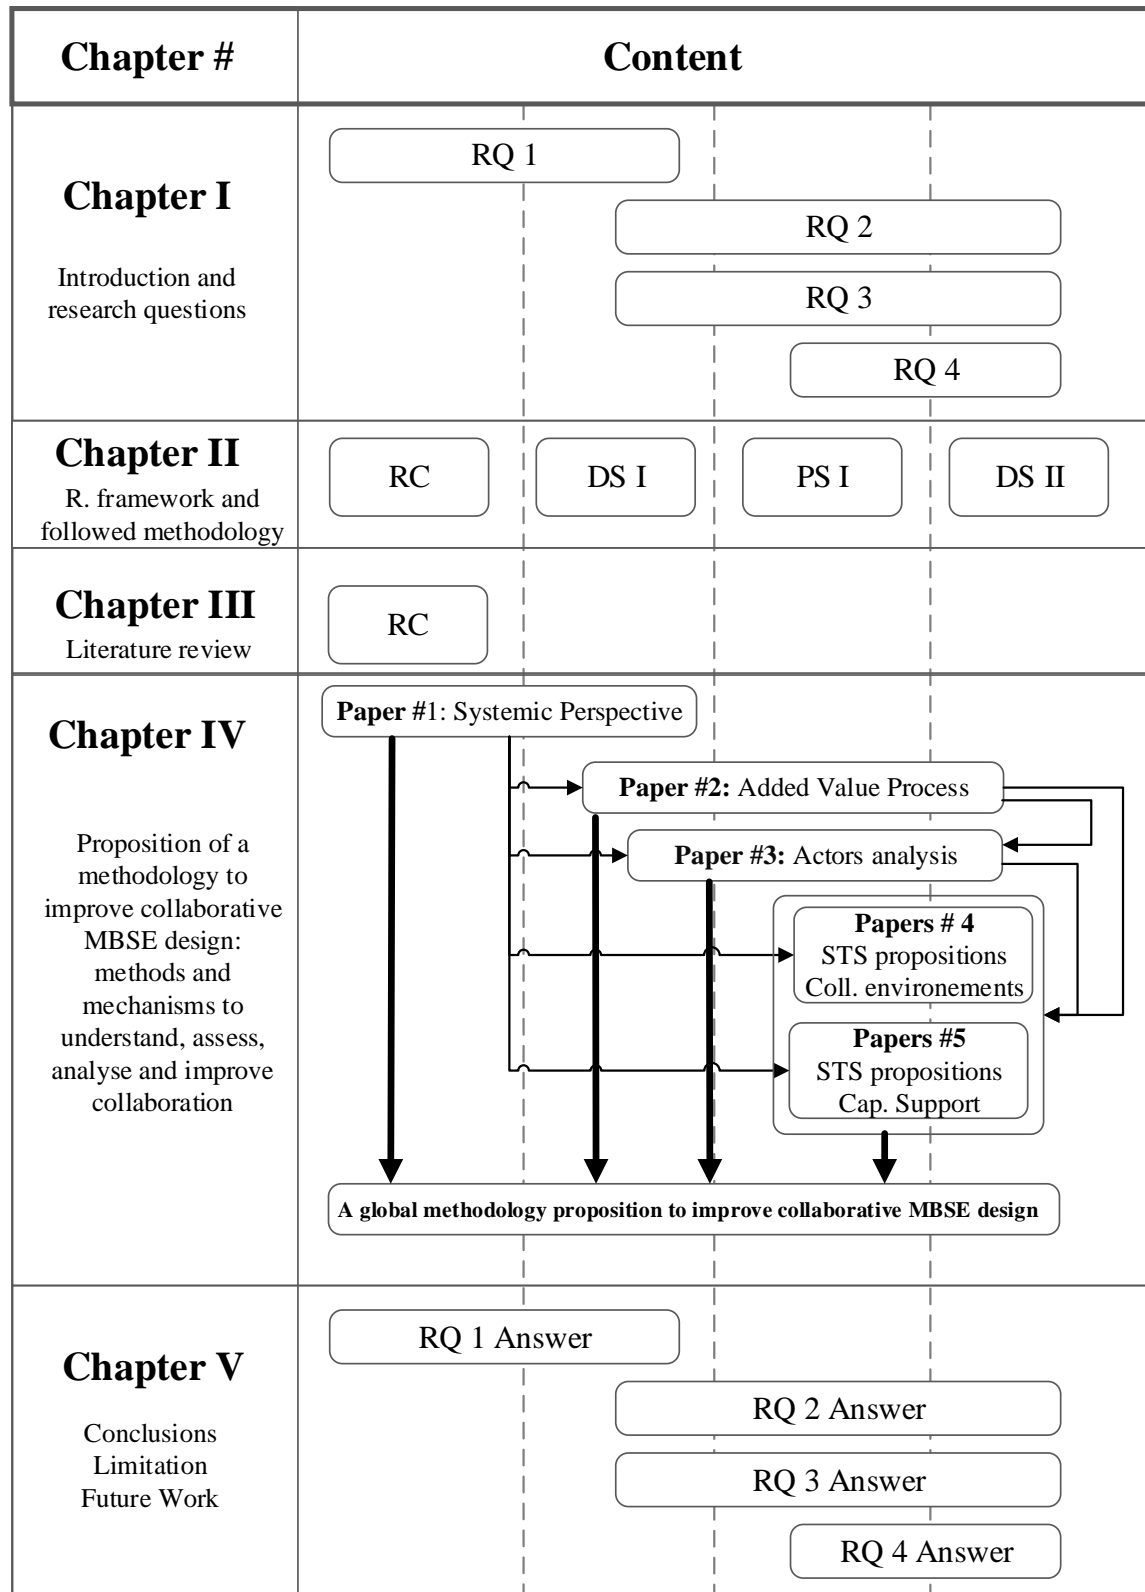 Chapter #
Content
Chapter I
Introduction and
research questions
RQ 1
RQ 2
RQ 3
RQ 4
Chapter II
R. framework and
followed methodology
RC
DS I
PS I
DS II
Chapter III
Literature review
RC
Chapter IV
Proposition of a
methodology to
improve collaborative
MBSE design:
methods and
mechanisms to
understand, assess,
analyse and improve
collaboration
Paper #1: Systemic Perspective
Paper #2: Added Value Process
Paper #3: Actors analysis
Papers # 4
STS propositions
Coll. environements
Papers #5
STS propositions
Cap. Support
A global methodology proposition to improve collaborative MBSE design
Chapter V
Conclusions
Limitation
Future Work
RQ 1 Answer
RQ 2 Answer
RQ 3 Answer
RQ 4 Answer